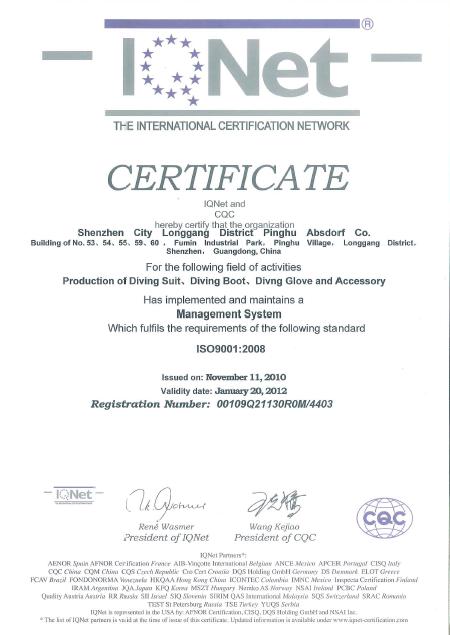 IQNet®
THE INTERNATIONAL CERTIFICATION NETWORK
CERTIFICATE
IQNet and
CQC
hereby certify that the organization
Shenzhen City Longgang District Pinghu Absdorf Co.
Building of No. 53、54、55、59、60 , Fumin Industrial Park, Pinghu Village, Longgang District,
Shenzhen, Guangdong, China
For the following field of activities
Production of Diving Suit、Diving Boot、Divng Glove and Accessory
Has implemented and maintains a
Management System
Which fulfils the requirements of the following standard
ISO9001:2008
Issued on: November 11, 2010
Validity date: January 20, 2012
Registration Number: 00109Q21130R0M/4403
IQNet
CQC
René Wasmer
President of IQNet
Wang Kejiao
President of CQC
IQNet Partners*:
AENOR Spain AFNOR Certification France AIB-Vinçotte International Belgium ANCE Mexico APCER Portugal CISQ Italy
CQC China CQM China CQS Czech Republic Cro Cert Croatia DQS Holding GmbH Germany DS Denmark ELOT Greece
FCAV Brazil FONDONORMA Venezuela HKQAA Hong Kong China ICONTEC Colombia IMNC Mexico Inspecta Certification Finland
IRAM Argentina JQA Japan KFQ Korea MSZT Hungary Nemko AS Norway NSAI Ireland PCBC Poland
Quality Austria Austria RR Russia SII Israel SIQ Slovenia SIRIM QAS International Malaysia SQS Switzerland SRAC Romania
TEST St Petersburg Russia TSE Turkey YUQS Serbia
IQNet is represented in the USA by: AFNOR Certification, CISQ, DQS Holding GmbH and NSAI Inc.
* The list of IQNet partners is valid at the time of issue of this certificate. Updated information is available under www.iqnet-certification.com